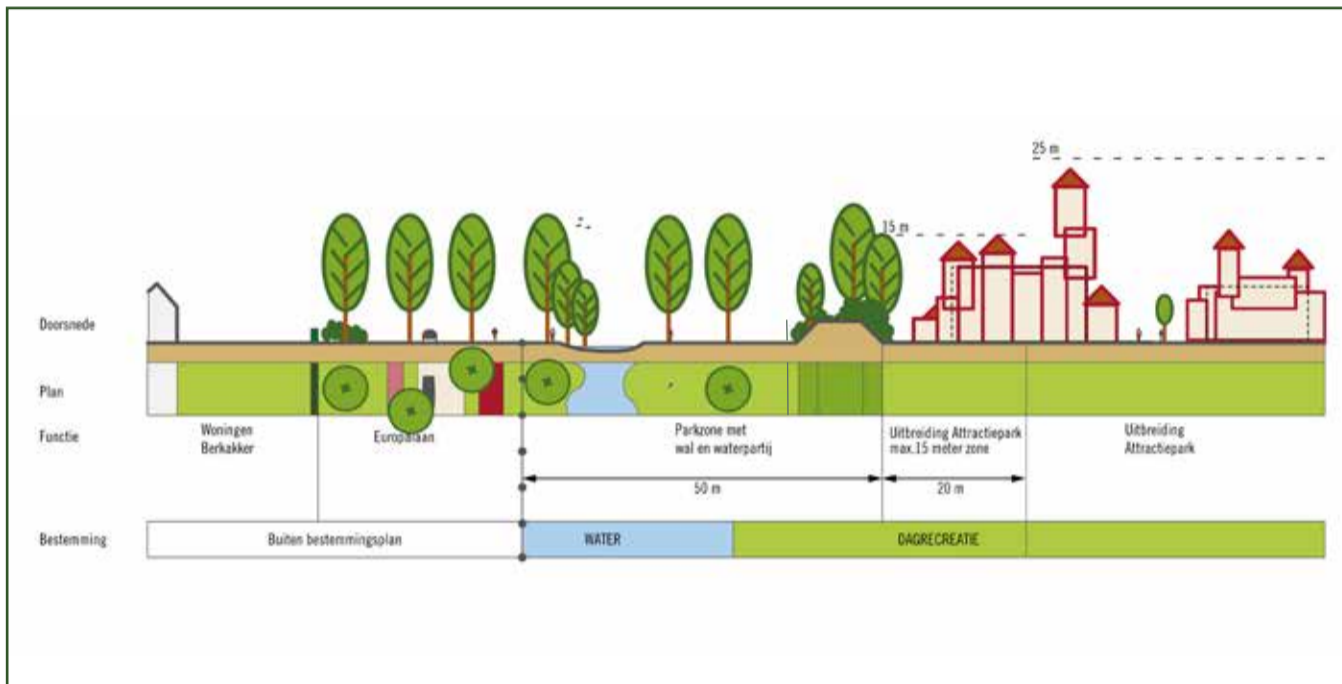 25 m
15 m
Doorsnede
Plan
Functie
Woningen
Berkakker
Europalaan
Parkzone met
wal en waterpartij
Uitbreiding Attractiepark
max.15 meter zone
Uitbreiding
Attractiepark
50 m
20 m
Bestemming
Buiten bestemmingsplan
WATER
DAGRECREATIE